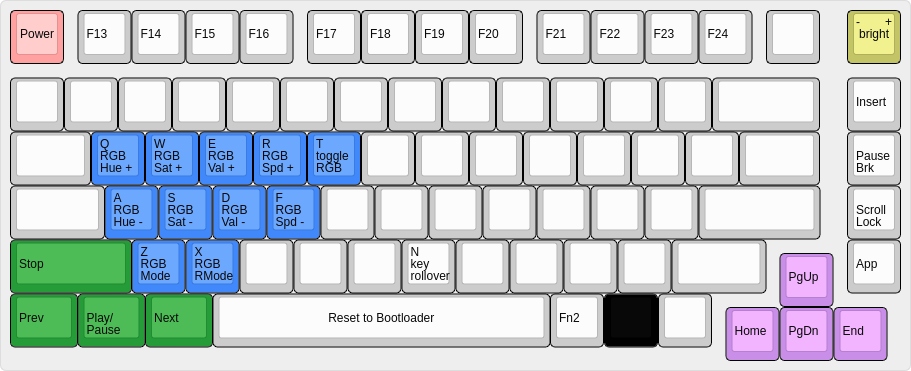 Power
F13
F14
F15
F16
F17
F18
F19
F20
F21
F22
F23
F24
- +
bright
Insert
Q
RGB
Hue +
W
RGB
Sat +
E
RGB
Val +
R
RGB
Spd +
T
toggle
RGB
Pause
Brk
A
RGB
Hue -
S
RGB
Sat -
D
RGB
Val -
F
RGB
Spd -
Scroll
Lock
Stop
Z
RGB
Mode
X
RGB
RMode
N
key
rollover
PgUp
App
Prev
Play/
Pause
Next
Reset to Bootloader
Fn2
Home
PgDn
End